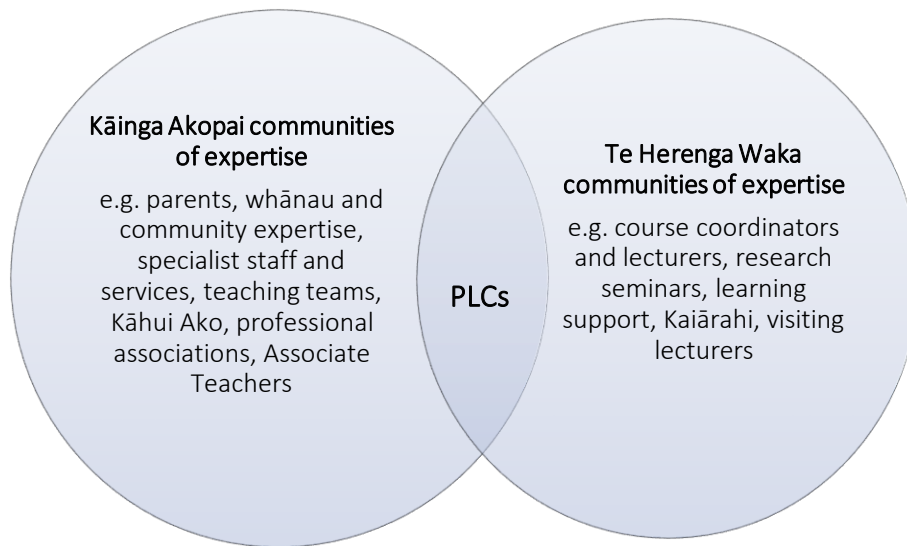 Kāinga Akopai communities
of expertise
e.g. parents, whānau and
community expertise,
specialist staff and
services, teaching teams,
Kāhui Ako, professional
associations, Associate
Teachers
PLCs
Te Herenga Waka
communities of expertise
e.g. course coordinators
and lecturers, research
seminars, learning
support, Kaiārahi, visiting
lecturers